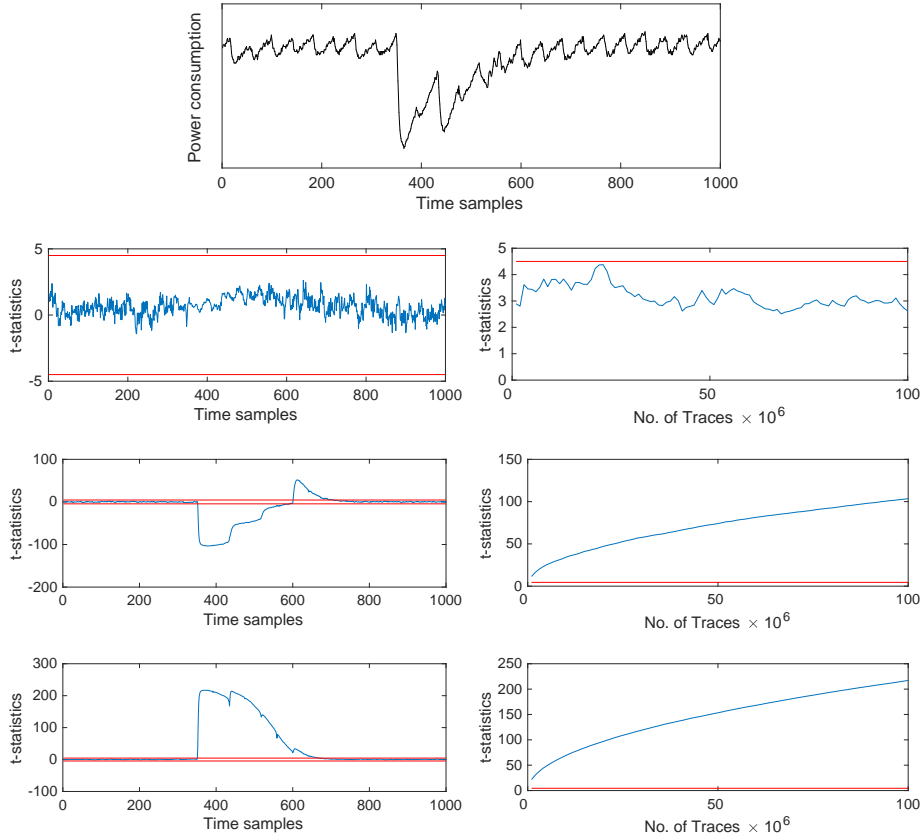 Power consumption
0 200 400 600 800 1000
Time samples
t-statistics
5
0
-5
0 200 400 600 800 1000
Time samples
t-statistics
5
4
3
2
1
0
0 50 100
No. of Traces × 10^6
t-statistics
100
0
-100
-200
0 200 400 600 800 1000
Time samples
t-statistics
150
100
50
0
0 50 100
No. of Traces × 10^6
t-statistics
300
200
100
0
-100
0 200 400 600 800 1000
Time samples
t-statistics
250
200
150
100
50
0
0 50 100
No. of Traces × 10^6